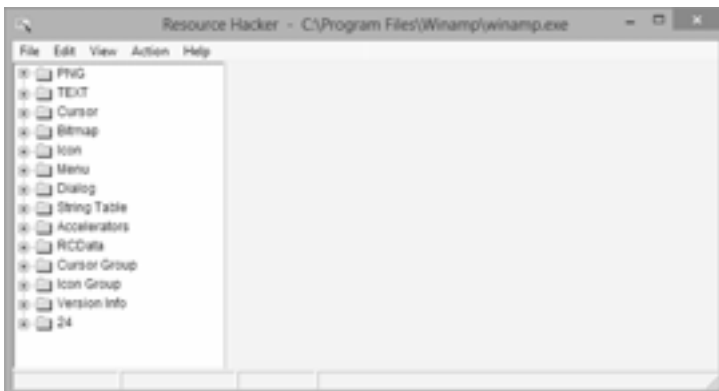 Resource Hacker - C:\Program Files\Winamp\winamp.exe
File Edit View Action Help
PNG
TEXT
Cursor
Bitmap
Icon
Menu
Dialog
String Table
Accelerators
RCData
Cursor Group
Icon Group
Version Info
24